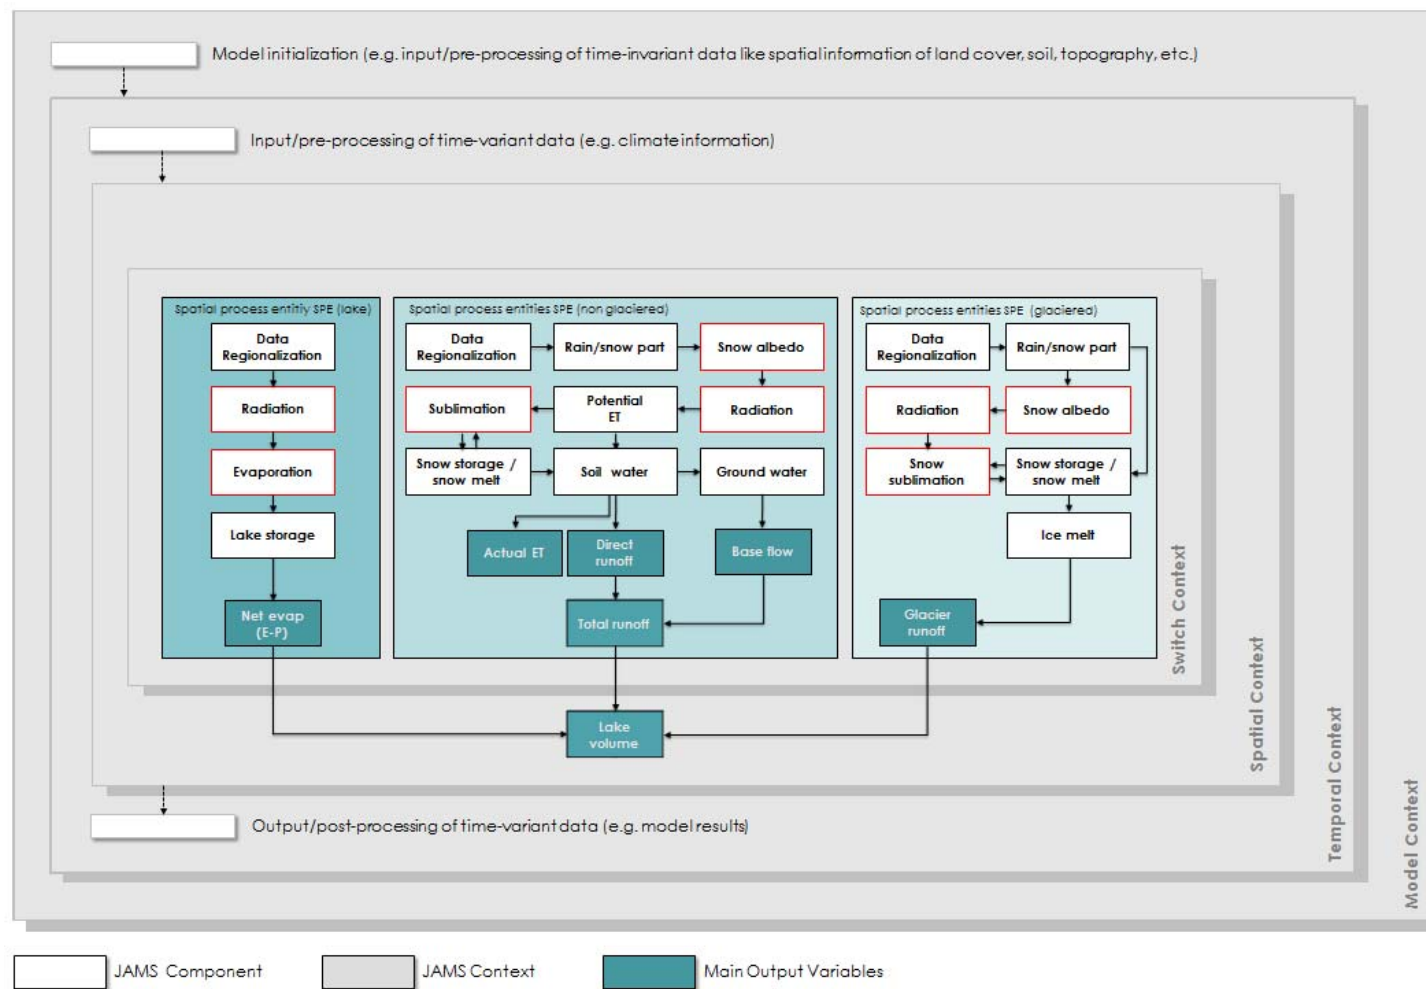 Model initialization (e.g. input/pre-processing of time-invariant data like spatial information of land cover, soil, topography, etc.)
Input/pre-processing of time-variant data (e.g. climate information)
Spatial process entitiy SPE (lake)
Data
Regionalization
Radiation
Evaporation
Lake storage
Net evap
(E-P)
Spatial process entities SPE (non glaciered)
Data
Regionalization
Rain/snow part
Snow albedo
Sublimation
Potential
ET
Radiation
Snow storage /
snow melt
Soil water
Ground water
Actual ET
Direct
runoff
Base flow
Total runoff
Spatial process entities SPE (glaciered)
Data
Regionalization
Rain/snow part
Radiation
Snow albedo
Snow
sublimation
Snow storage /
snow melt
Ice melt
Glacier
runoff
Lake
volume
Switch Context
Spatial Context
Temporal Context
Model Context
Output/post-processing of time-variant data (e.g. model results)
JAMS Component
JAMS Context
Main Output Variables